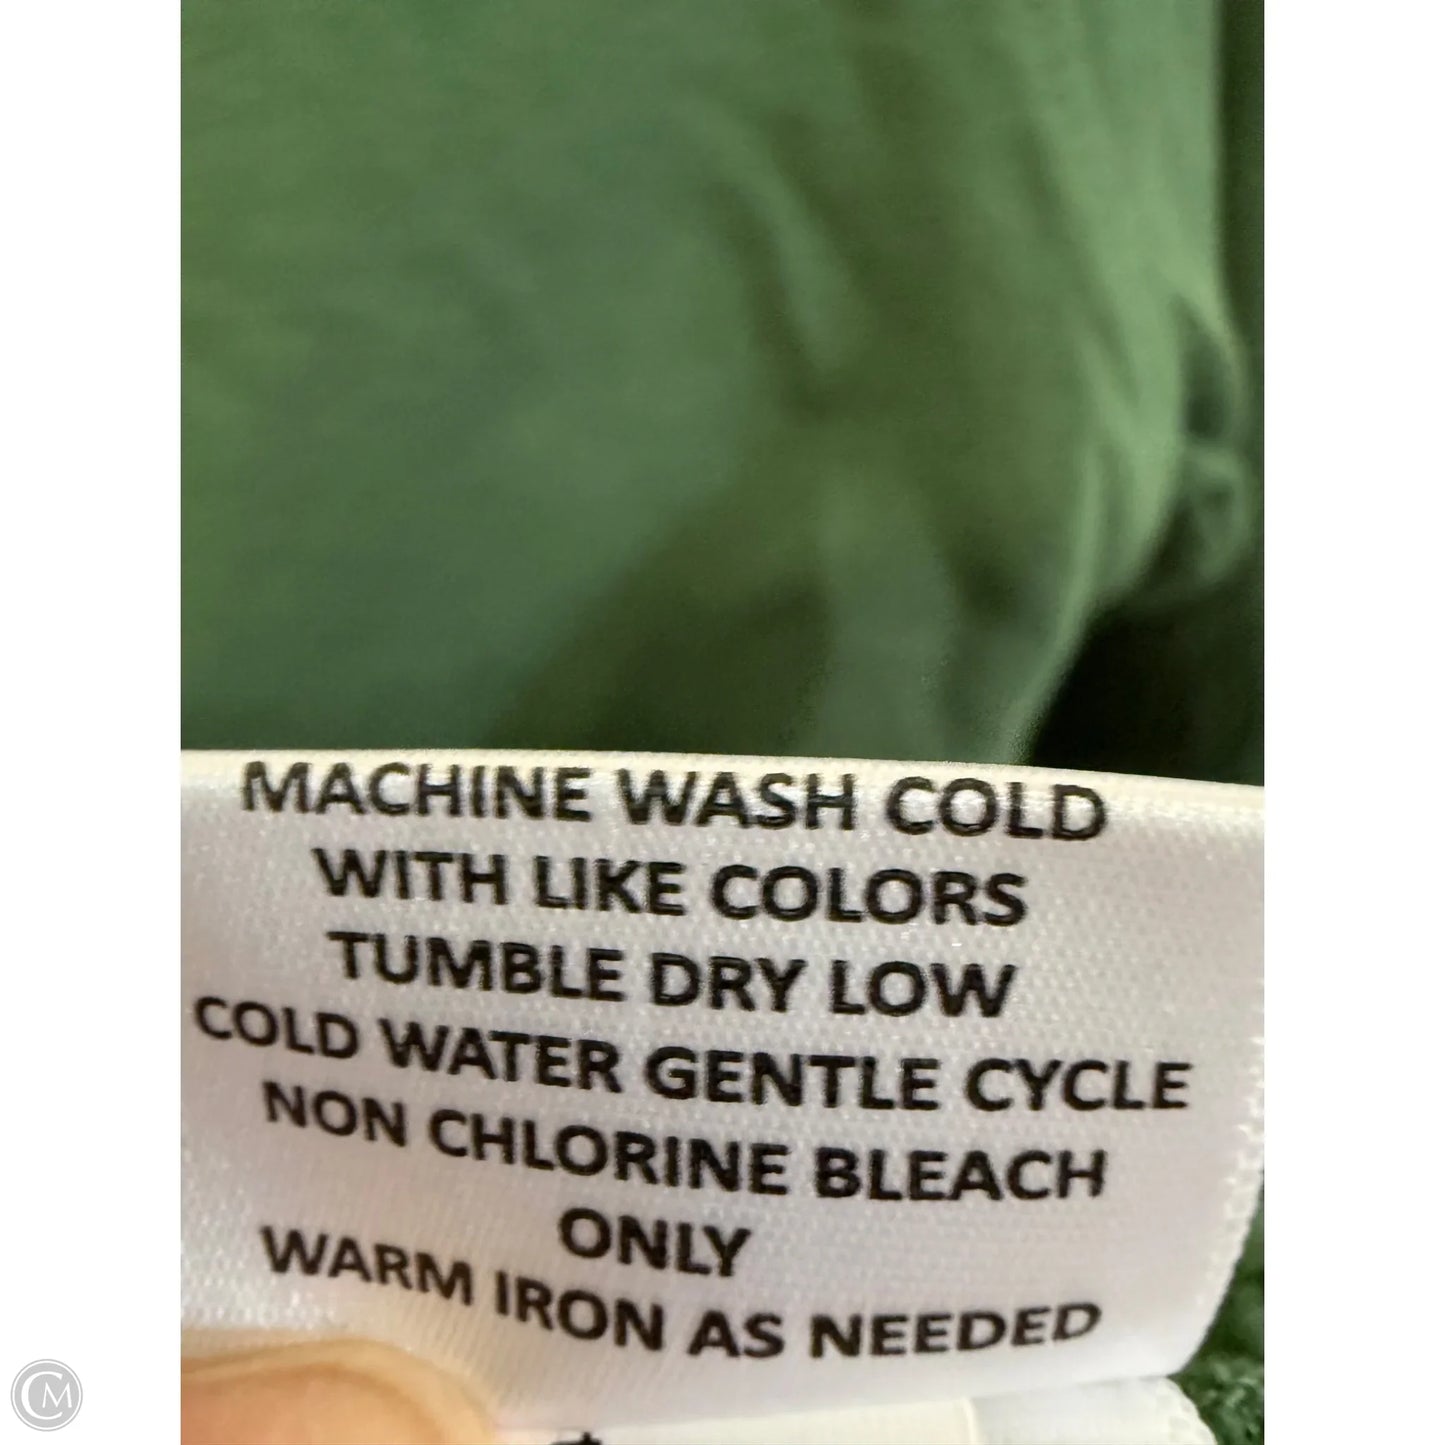 MACHINE WASH COLD
WITH LIKE COLORS
TUMBLE DRY LOW
COLD WATER GENTLE CYCLE
NON CHLORINE BLEACH
ONLY
WARM IRON AS NEEDED
CM